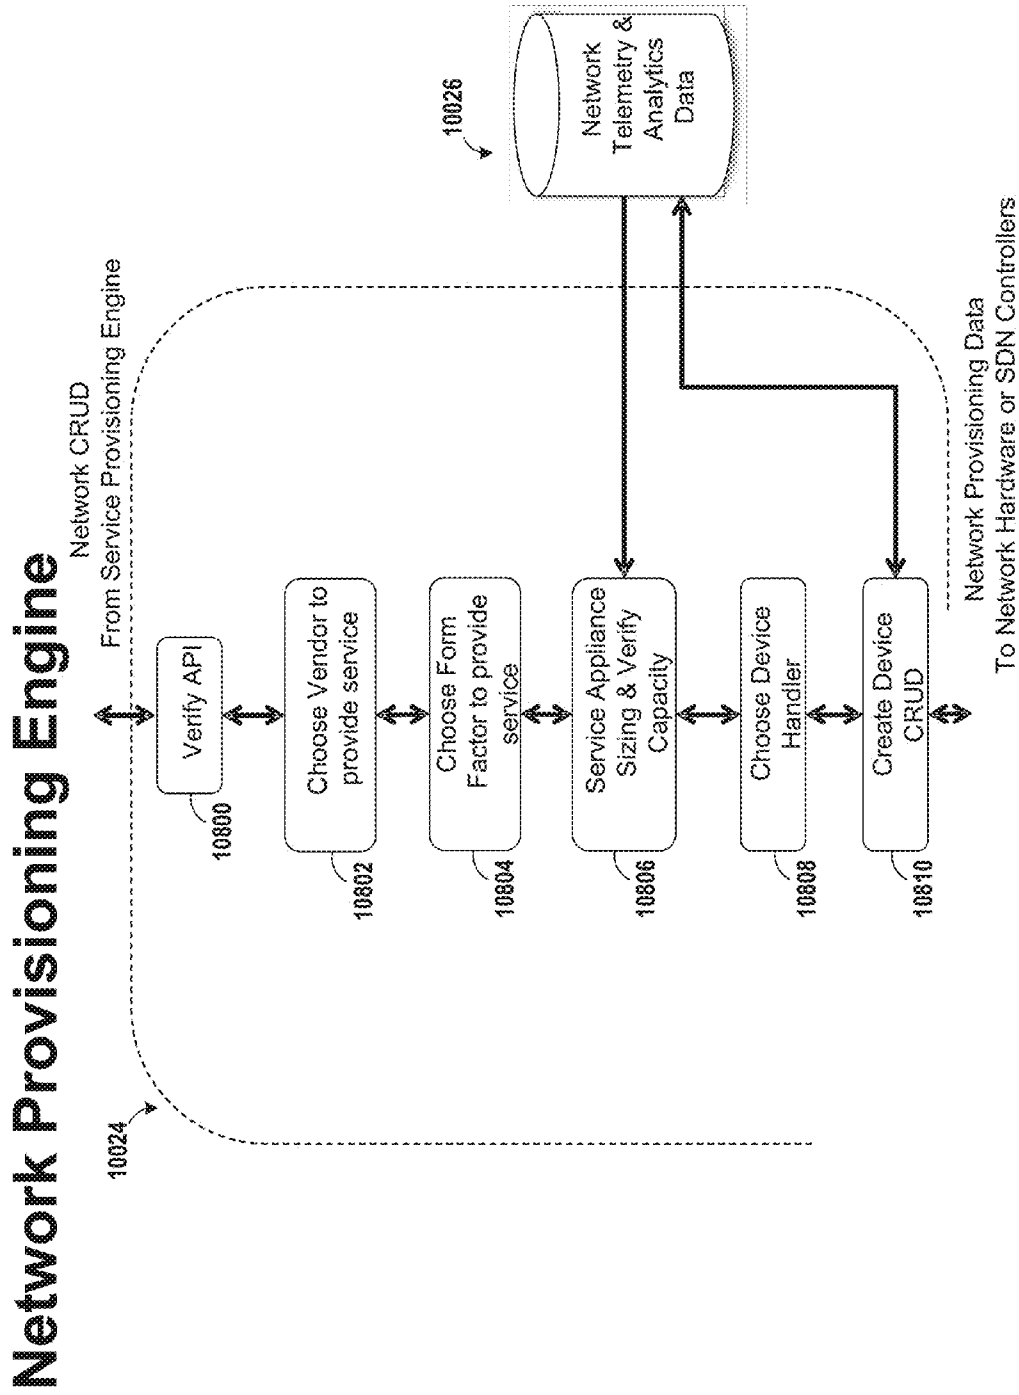 Network Provisioning Engine
Network CRUD
From Service Provisioning Engine
10024
Verify API
10800
Choose Vendor to
provide service
10802
Choose Form
Factor to provide
service
10804
Service Appliance
Sizing & Verify
Capacity
10806
Choose Device
Handler
10808
Create Device
CRUD
10810
10026
Network
Telemetry &
Analytics
Data
Network Provisioning Data
To Network Hardware or SDN Controllers